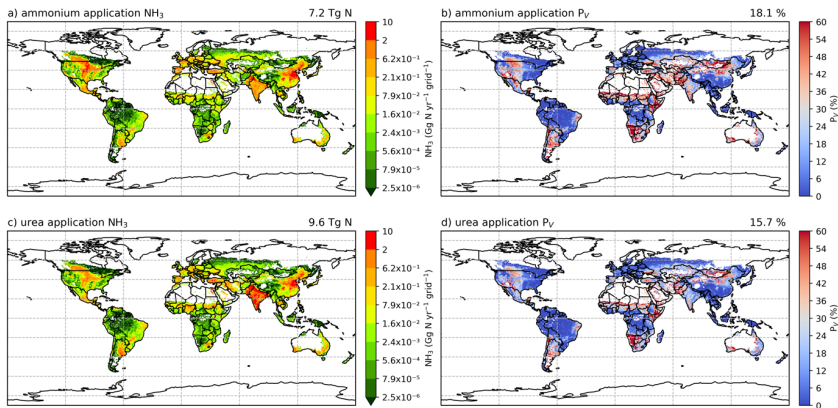 a) ammonium application NH₃ 7.2 Tg N
10
2
6.2x10⁻¹
2.1x10⁻¹
7.9x10⁻²
1.9x10⁻²
2.4x10⁻³
5.6x10⁻⁴
7.9x10⁻⁵
2.5x10⁻⁶
NH₃ (Gg N yr⁻¹ grid⁻¹)
b) ammonium application Pᵥ 18.1 %
60
54
48
42
36
30
24
18
12
6
0
Pᵥ (%)
c) urea application NH₃ 9.6 Tg N
10
2
6.2x10⁻¹
2.1x10⁻¹
7.9x10⁻²
1.9x10⁻²
2.4x10⁻³
5.6x10⁻⁴
7.9x10⁻⁵
2.5x10⁻⁶
NH₃ (Gg N yr⁻¹ grid⁻¹)
d) urea application Pᵥ 15.7 %
60
54
48
42
36
30
24
18
12
6
0
Pᵥ (%)